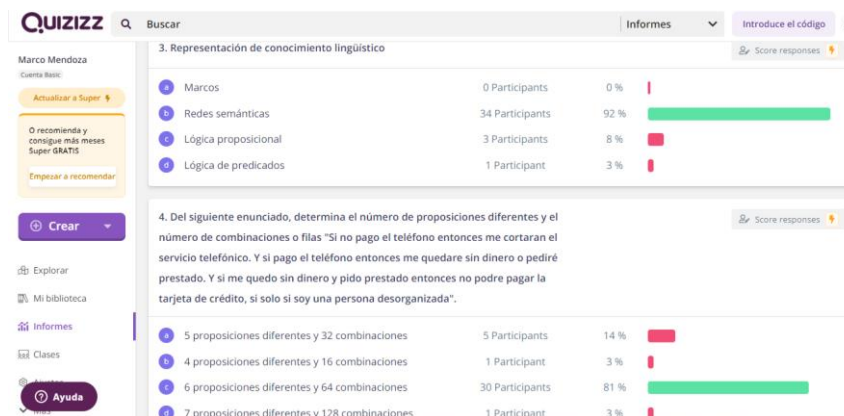 QUIZIZZ Buscar Informes Introduce el código
Marco Mendoza
Cuenta Basic
Actualizar a Super
O recomienda y
consigue más meses
Super GRATIS
Empezar a recomendar
Crear
Explorar
Mi biblioteca
Informes
Clases
Ayuda
3. Representación de conocimiento lingüístico
Score responses
a Marcos 0 Participants 0 %
b Redes semánticas 34 Participants 92 %
c Lógica proposicional 3 Participants 8 %
d Lógica de predicados 1 Participant 3 %
4. Del siguiente enunciado, determina el número de proposiciones diferentes y el
número de combinaciones o filas "Si no pago el teléfono entonces me cortaran el
servicio telefónico. Y si pago el teléfono entonces me quedare sin dinero o pediré
prestado. Y si me quedo sin dinero y pido prestado entonces no podre pagar la
tarjeta de crédito, si solo si soy una persona desorganizada".
Score responses
a 5 proposiciones diferentes y 32 combinaciones 5 Participants 14 %
b 4 proposiciones diferentes y 16 combinaciones 1 Participant 3 %
c 6 proposiciones diferentes y 64 combinaciones 30 Participants 81 %
d 7 proposiciones diferentes y 128 combinaciones 1 Participant 3 %